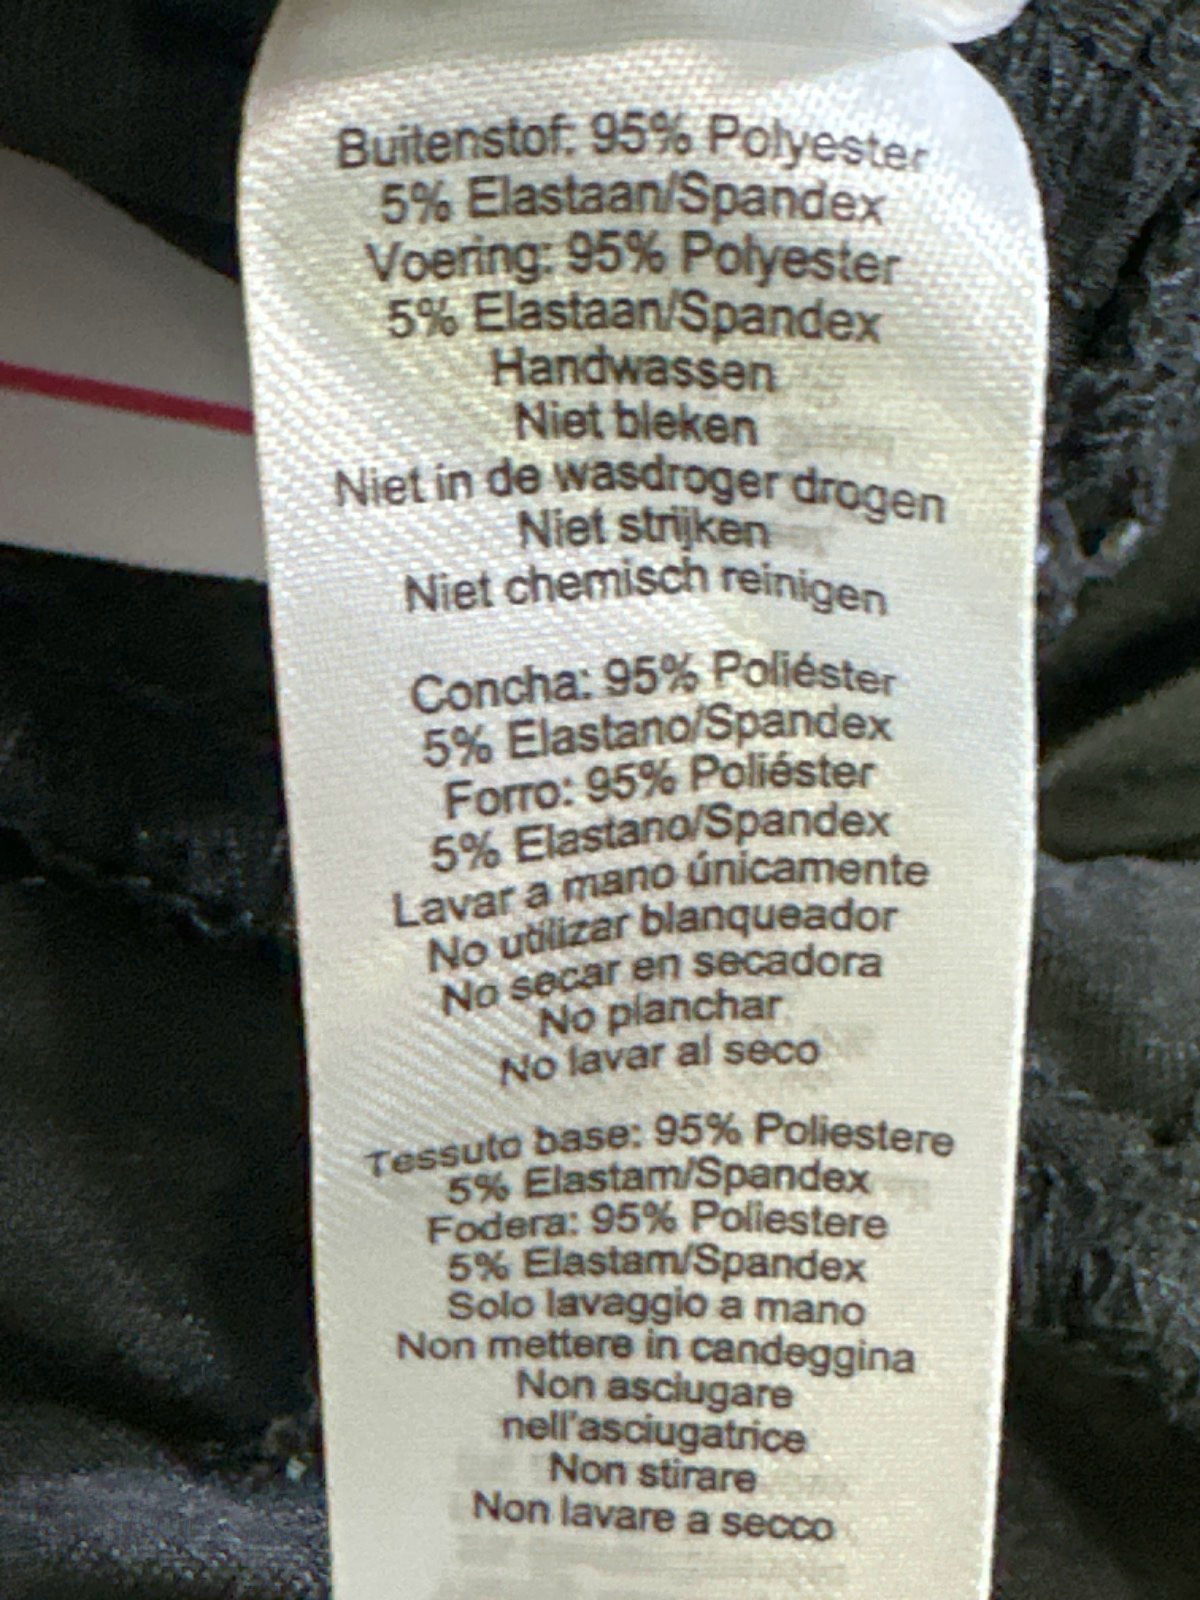 Buitenstof: 95% Polyester
5% Elastaan/Spandex
Voering: 95% Polyester
5% Elastaan/Spandex
Handwassen
Niet bleken
Niet in de wasdroger drogen
Niet strijken
Niet chemisch reinigen
Concha: 95% Poliéster
5% Elastano/Spandex
Forro: 95% Poliéster
5% Elastano/Spandex
Lavar a mano únicamente
No utilizar blanqueador
No secar en secadora
No planchar
No lavar al seco
Tessuto base: 95% Poliestere
5% Elastam/Spandex
Fodera: 95% Poliestere
5% Elastam/Spandex
Solo lavaggio a mano
Non mettere in candeggina
Non asciugare
nell'asciugatrice
Non stirare
Non lavare a secco